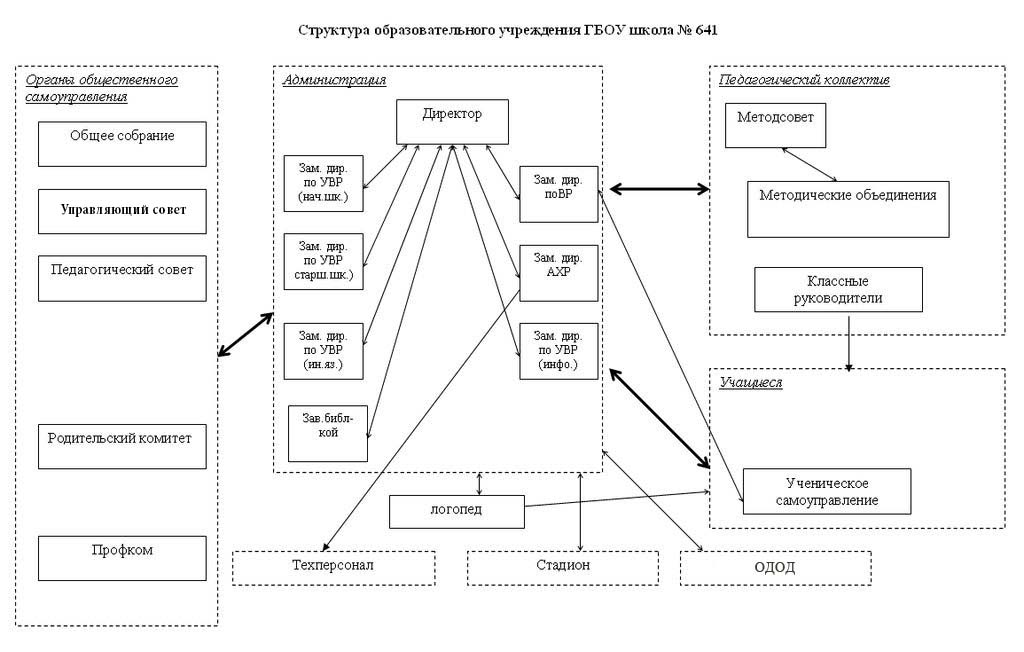 Структура образовательного учреждения ГБОУ школа № 641
Органы общественного
самоуправления
Общее собрание
Управляющий совет
Педагогический совет
Родительский комитет
Профком
Администрация
Директор
Зам. дир.
по УВР
(нач.шк.)
Зам. дир.
по УВР
старш.шк.)
Зам. дир.
по УВР
(ин.яз.)
Зав.библ-
кой
Зам. дир.
поВР
Зам. дир.
АХР
Зам. дир.
по УВР
(инфо.)
Педагогический коллектив
Методсовет
Методические объединения
Классные
руководители
Учащиеся
Ученическое
самоуправление
логопед
Техперсонал
Стадион
ОДОД